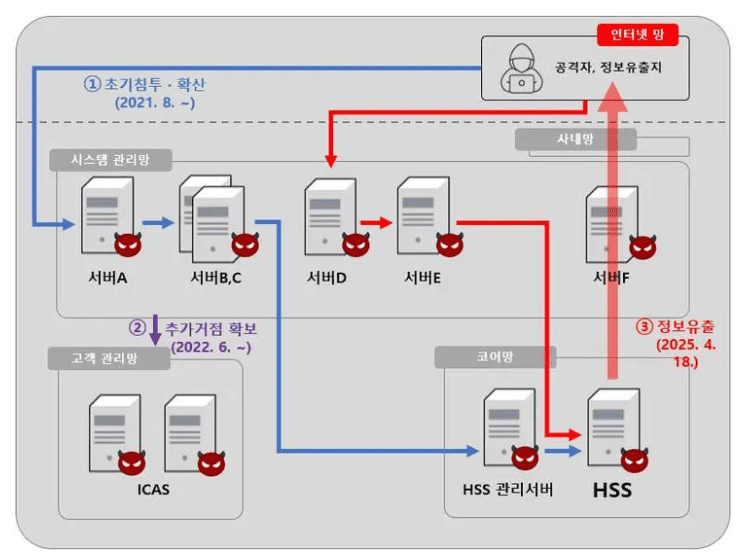 인터넷 망
공격자, 정보유출지
① 초기침투 · 확산
(2021. 8. ~)
사내망
시스템 관리망
서버A
서버B,C
서버D
서버E
서버F
② 추가거점 확보
(2022. 6. ~)
③ 정보유출
(2025. 4.
18.)
고객 관리망
코어망
ICAS
HSS 관리서버
HSS